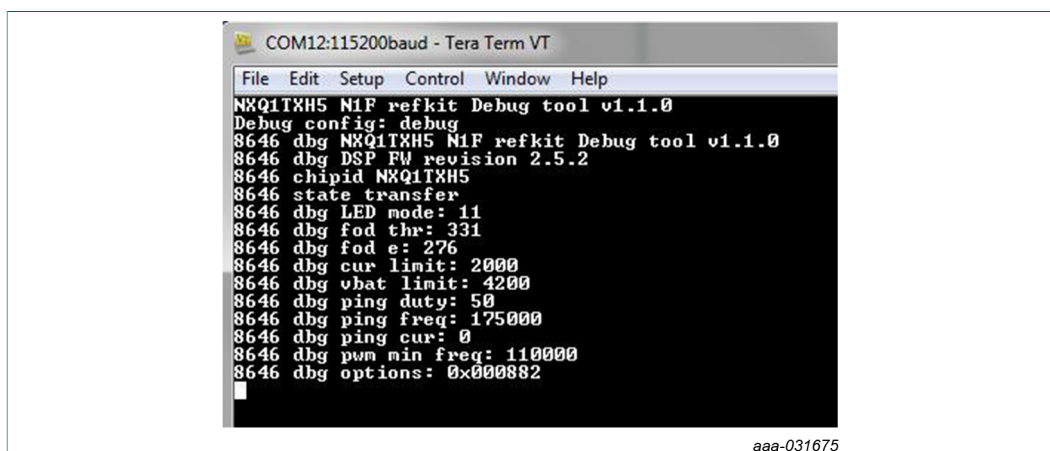 COM12:115200baud - Tera Term VT
File Edit Setup Control Window Help
NXQ1TXH5 N1F refkit Debug tool v1.1.0
Debug config: debug
8646 dbg NXQ1TXH5 N1F refkit Debug tool v1.1.0
8646 dbg DSP FW revision 2.5.2
8646 chipid NXQ1TXH5
8646 state transfer
8646 dbg LED mode: 11
8646 dbg fod thr: 331
8646 dbg fod e: 276
8646 dbg cur limit: 2000
8646 dbg vbat limit: 4200
8646 dbg ping duty: 50
8646 dbg ping freq: 175000
8646 dbg ping cur: 0
8646 dbg pwm min freq: 110000
8646 dbg options: 0x000882
aaa-031675